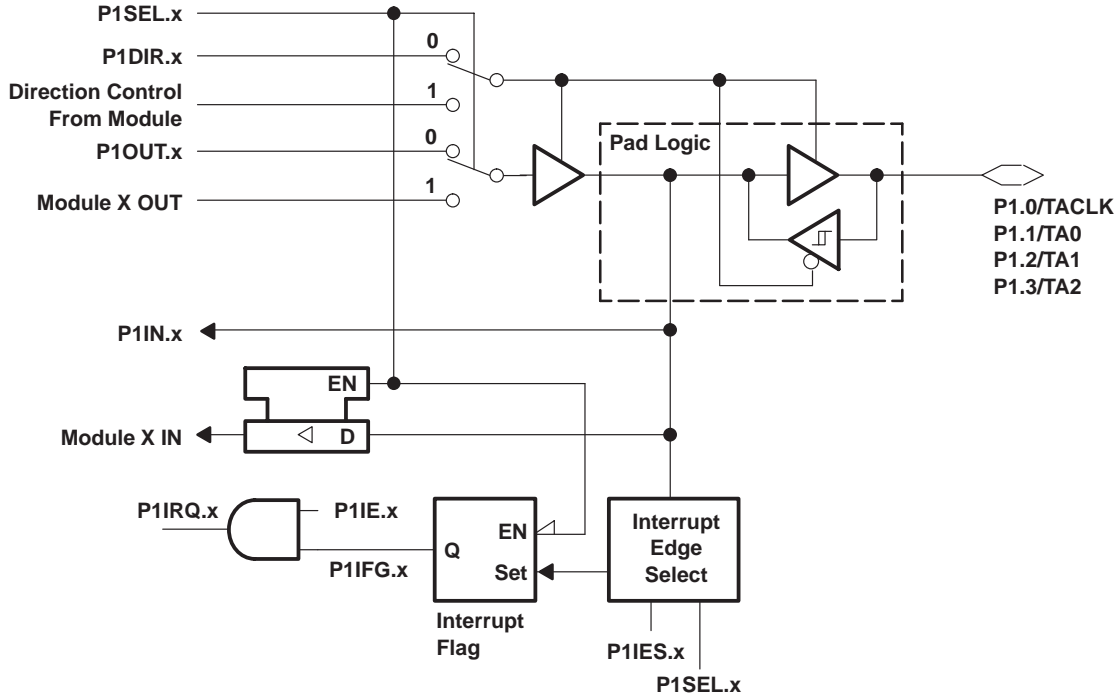 P1SEL.x
0
P1DIR.x
Direction Control
From Module
1
0
P1OUT.x
1
Module X OUT
Pad Logic
P1.0/TACLK
P1.1/TA0
P1.2/TA1
P1.3/TA2
P1IN.x
EN
Module X IN
D
P1IRQ.x
P1IE.x
P1IFG.x
Q
EN
Set
Interrupt
Flag
Interrupt
Edge
Select
P1IES.x
P1SEL.x